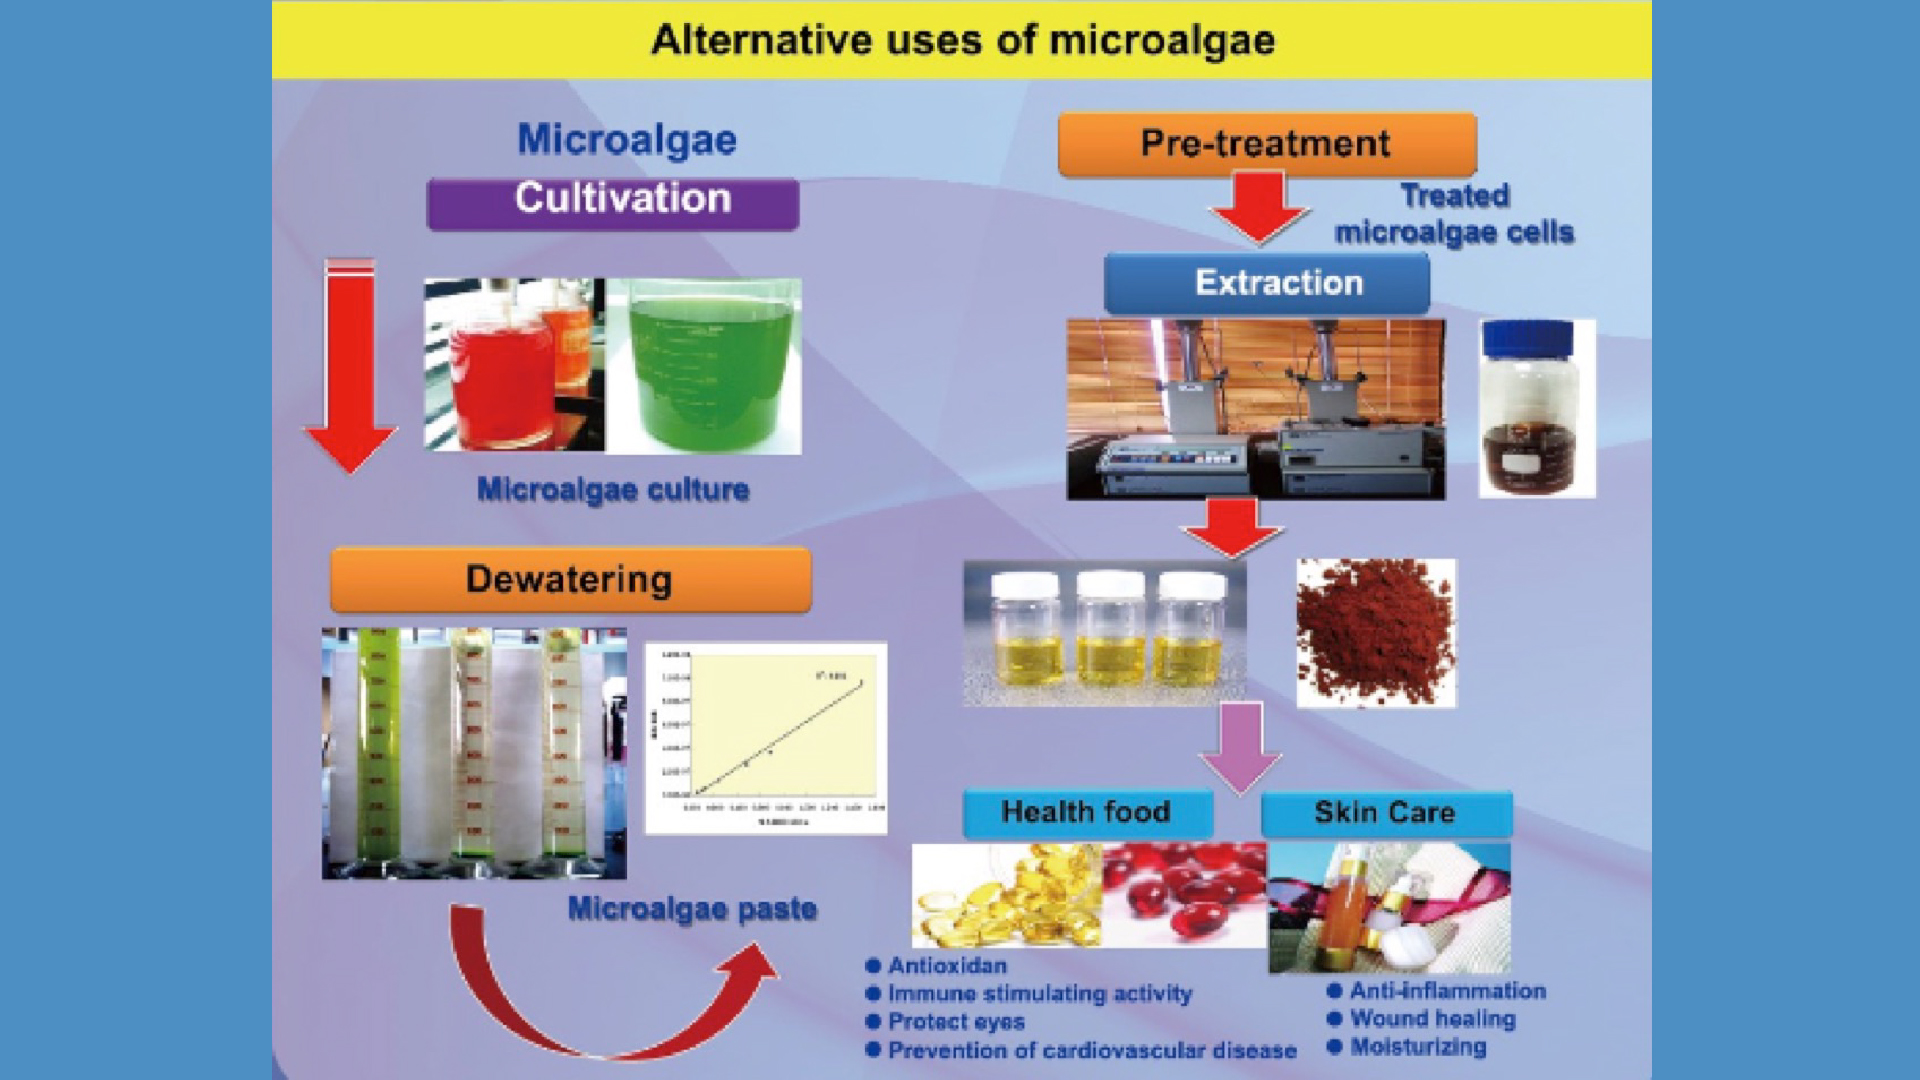 Alternative uses of microalgae
Microalgae
Cultivation
Microalgae culture
Dewatering
Microalgae paste
Pre-treatment
Treated
microalgae cells
Extraction
Health food
Skin Care
● Antioxidan
● Immune stimulating activity
● Protect eyes
● Prevention of cardiovascular disease
● Anti-inflammation
● Wound healing
● Moisturizing